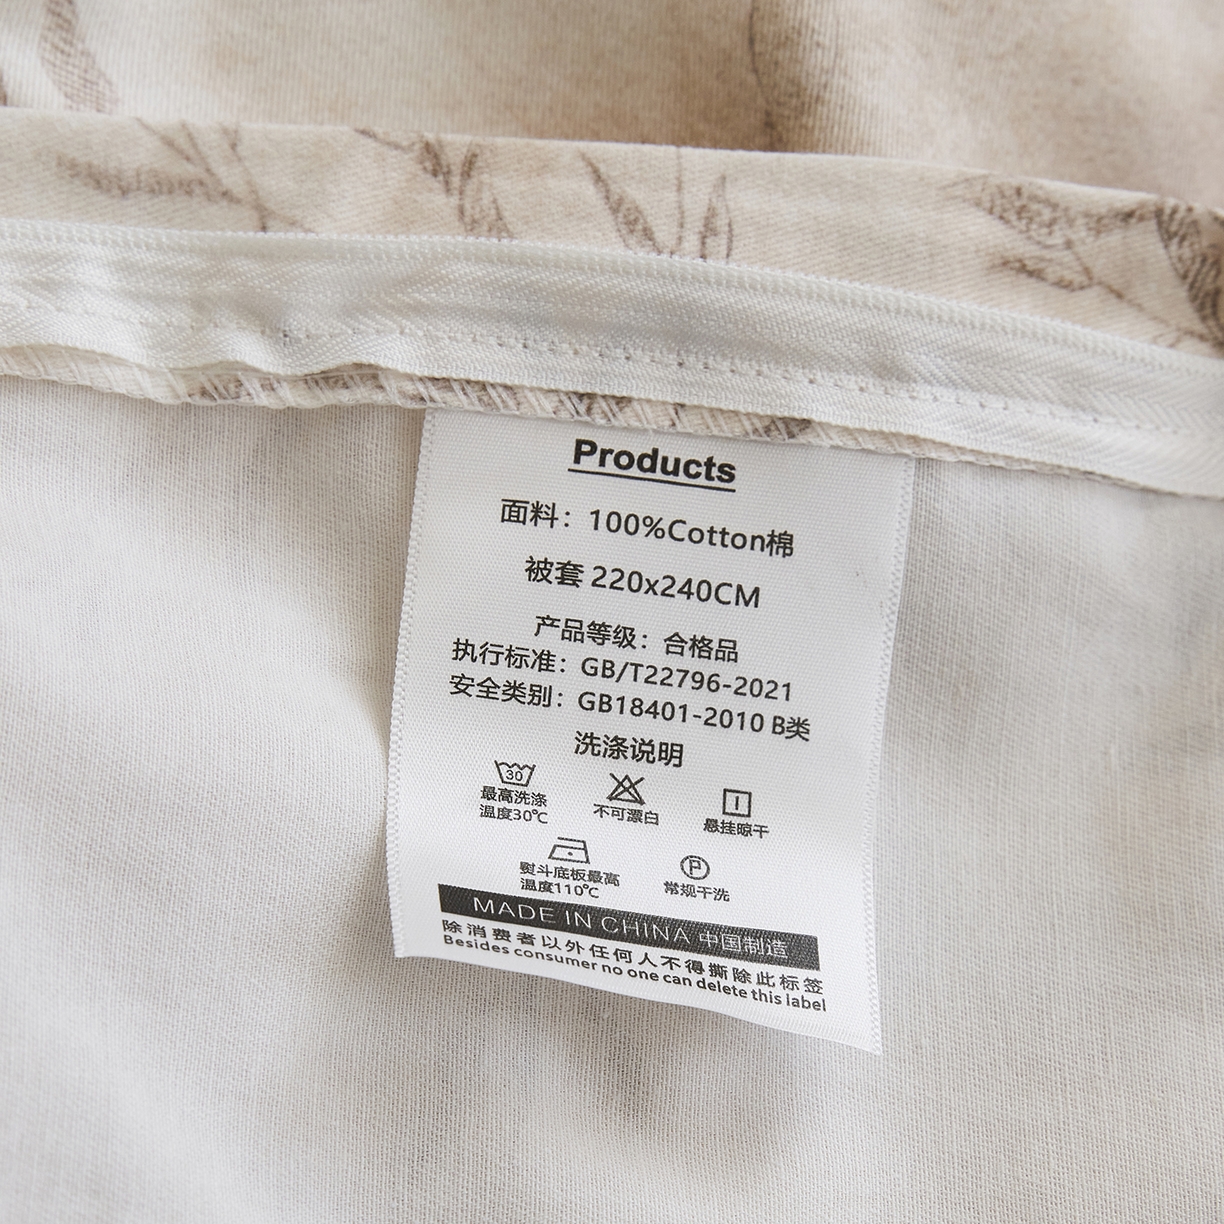 Products
面料：100%Cotton棉
被套 220x240CM
产品等级：合格品
执行标准：GB/T22796-2021
安全类别：GB18401-2010 B类
洗涤说明
30
最高洗涤
温度30℃
不可漂白
悬挂晾干
熨斗底板最高
温度110℃
P
常规干洗
MADE IN CHINA 中国制造
除消费者以外任何人不得撕除此标签
Besides consumer no one can delete this label